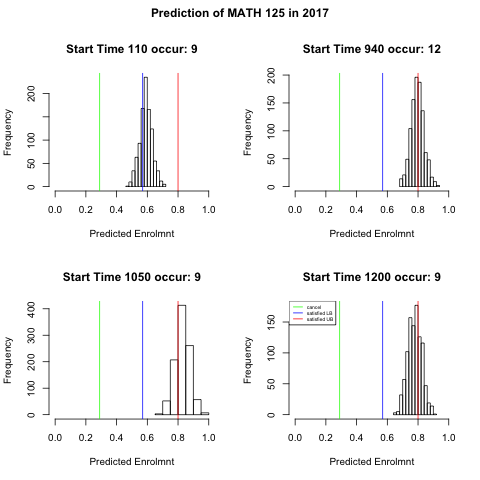 Prediction of MATH 125 in 2017
Start Time 110 occur: 9
Frequency
0 50 100 200
0.0 0.2 0.4 0.6 0.8 1.0
Predicted Enrolmnt
Start Time 940 occur: 12
Frequency
0 50 100 150 200
0.0 0.2 0.4 0.6 0.8 1.0
Predicted Enrolmnt
Start Time 1050 occur: 9
Frequency
0 100 200 300 400
0.0 0.2 0.4 0.6 0.8 1.0
Predicted Enrolmnt
Start Time 1200 occur: 9
cancel
satisfied LB
satisfied UB
Frequency
0 50 100 150
0.0 0.2 0.4 0.6 0.8 1.0
Predicted Enrolmnt